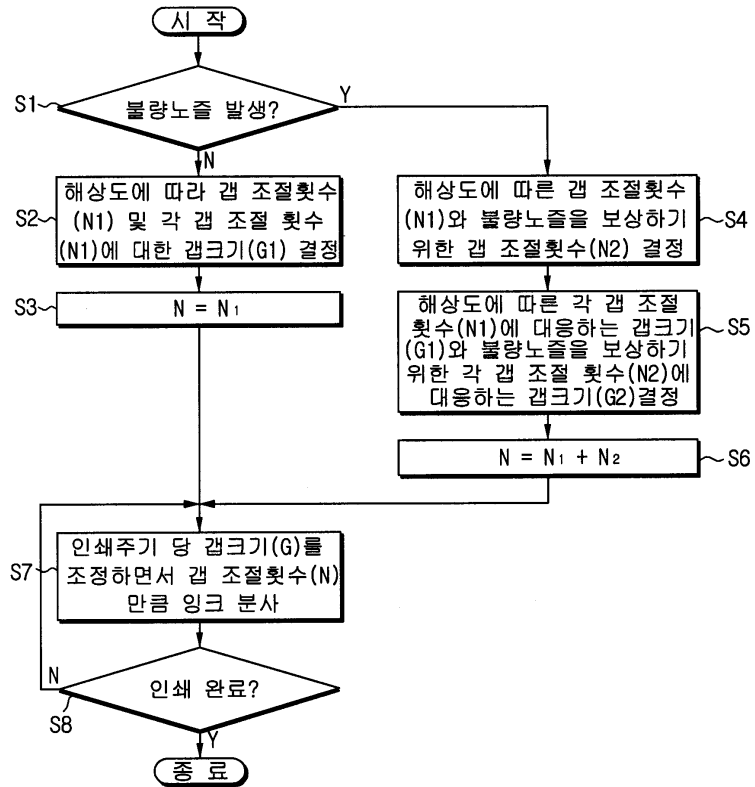 시 작
S1
불량노즐 발생?
Y
N
S2
해상도에 따라 갭 조절횟수
(N1) 및 각 갭 조절 횟수
(N1)에 대한 갭크기(G1) 결정
S3
N = N1
해상도에 따른 갭 조절횟수
(N1)와 불량노즐을 보상하기
위한 갭 조절횟수(N2) 결정
S4
해상도에 따른 각 갭 조절
횟수(N1)에 대응하는 갭크기
(G1)와 불량노즐을 보상하기
위한 각 갭 조절 횟수(N2)에
대응하는 갭크기(G2)결정
S5
N = N1 + N2
S6
S7
인쇄주기 당 갭크기(G)를
조정하면서 갭 조절횟수(N)
만큼 잉크 분사
N
인쇄 완료?
S8
Y
종 료